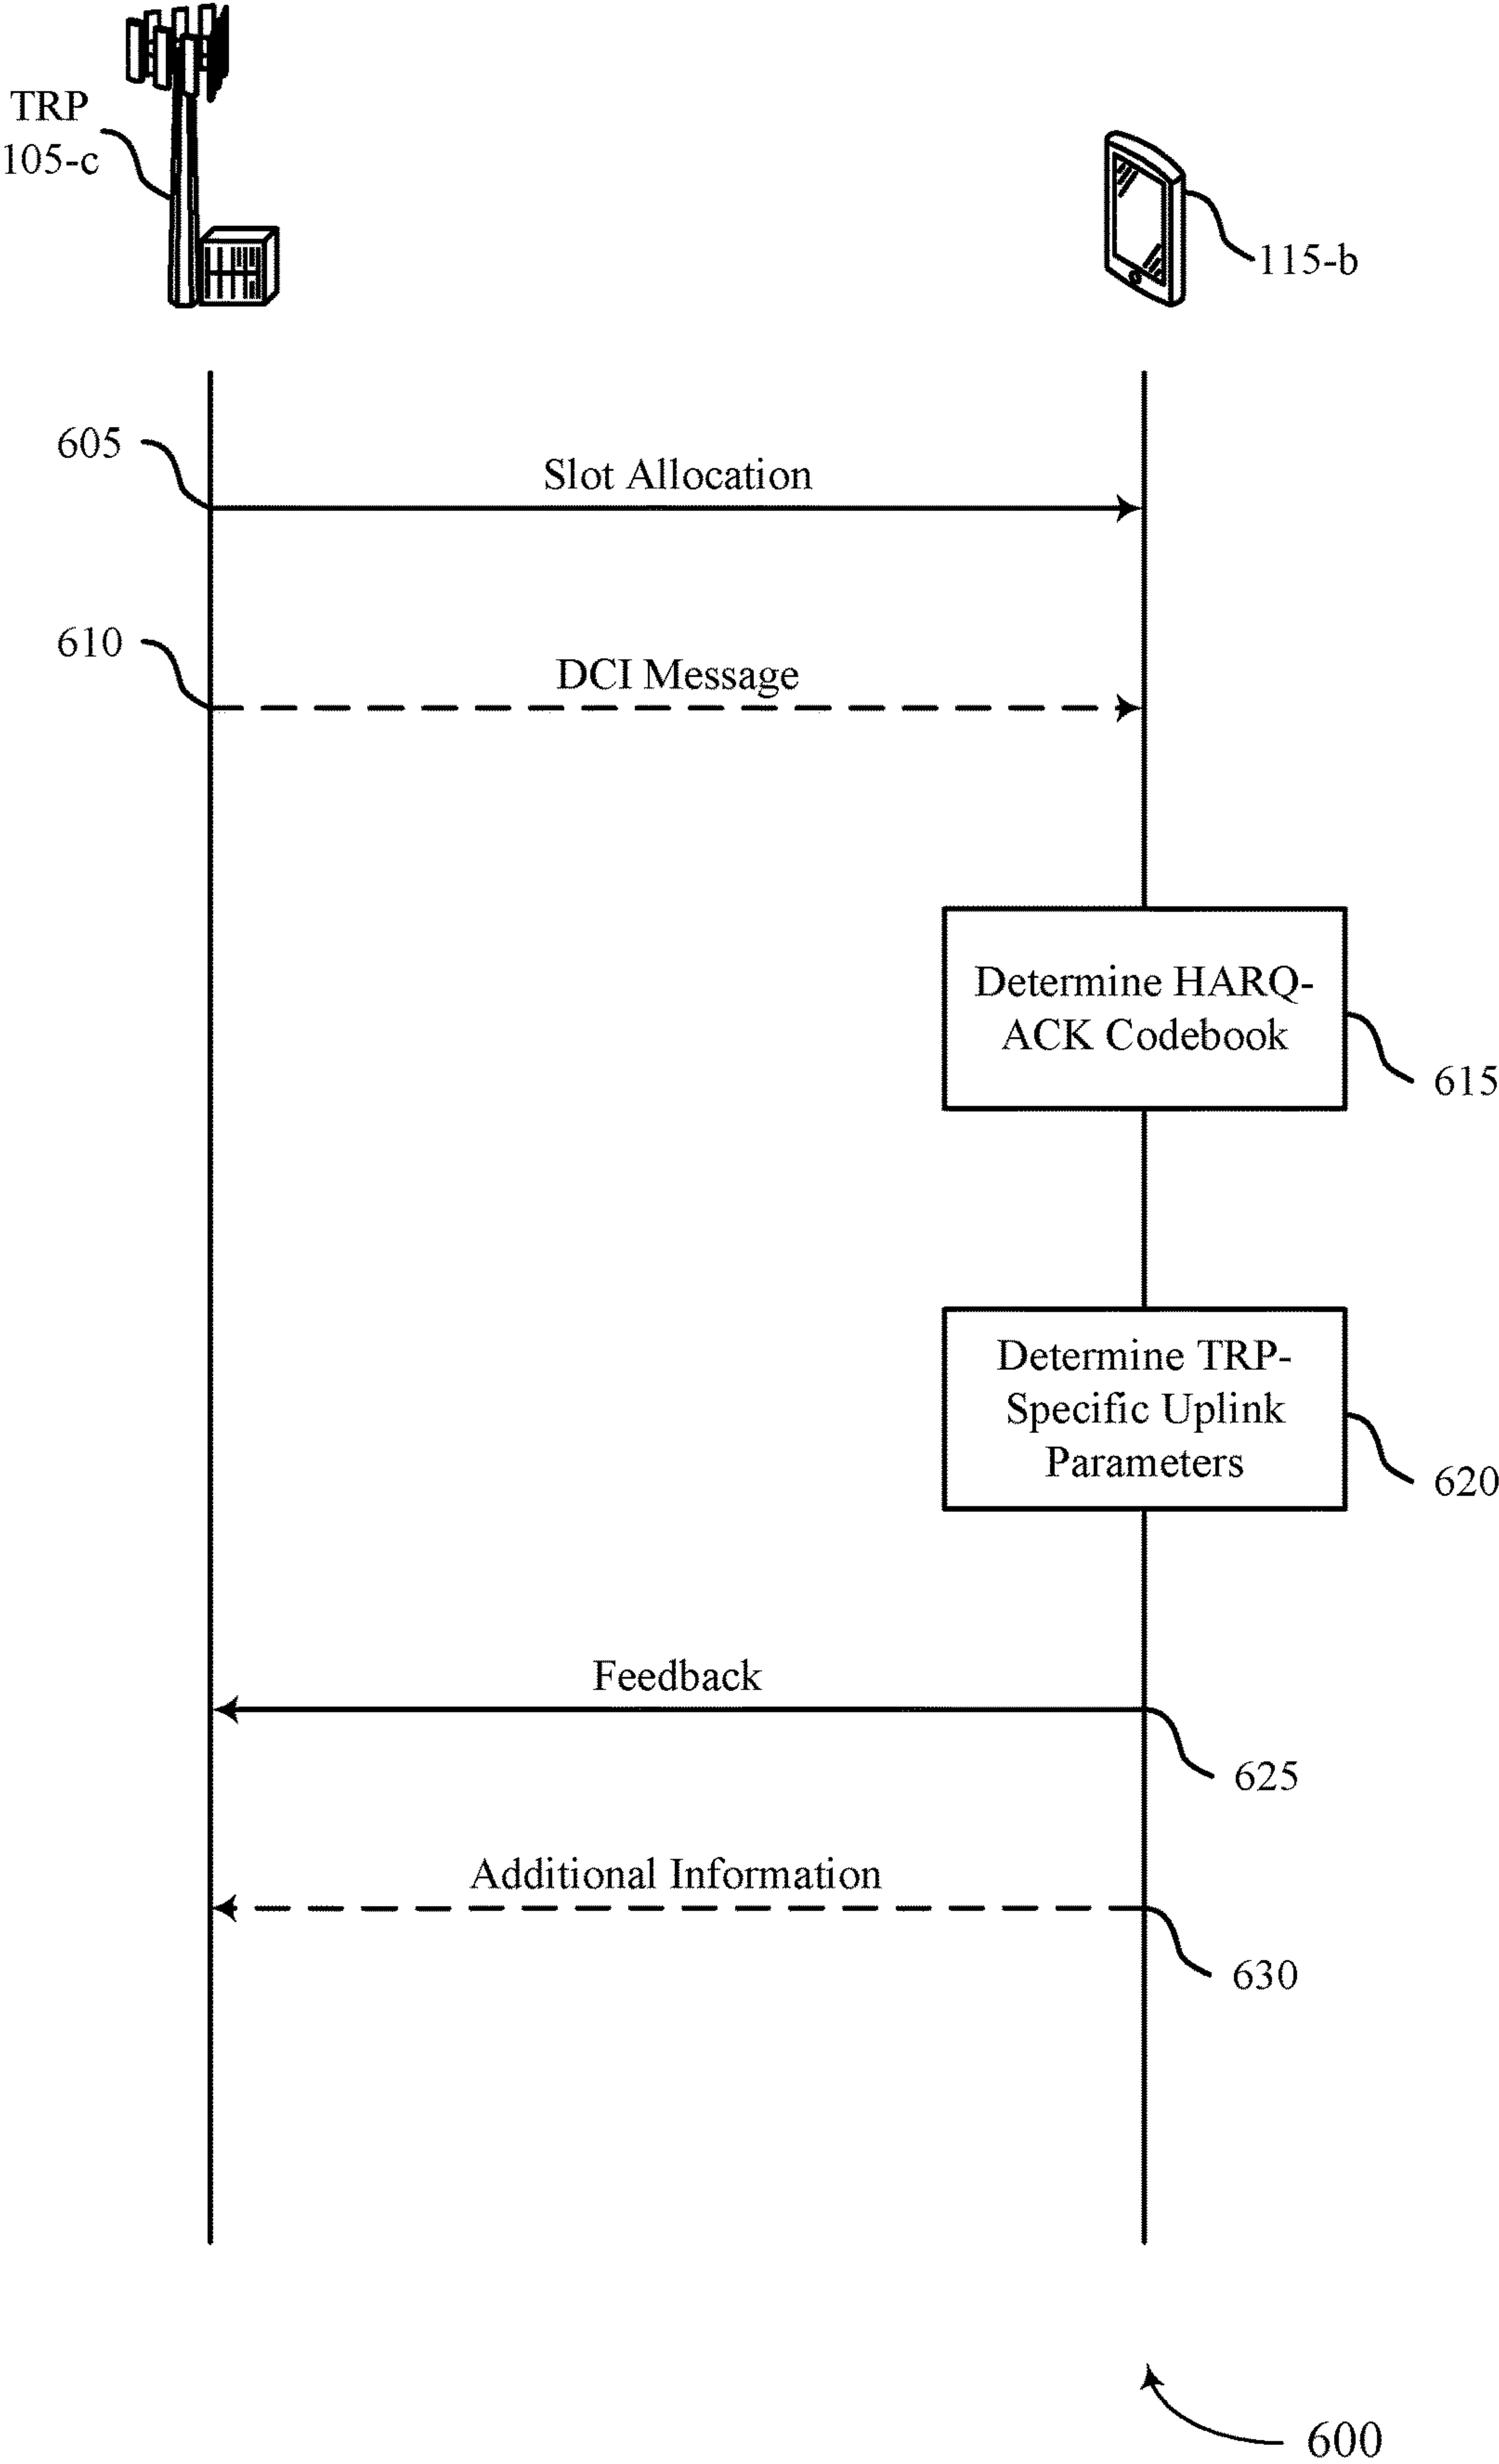 TRP
105-c
115-b
605
Slot Allocation
610
DCI Message
Determine HARQ-
ACK Codebook
615
Determine TRP-
Specific Uplink
Parameters
620
Feedback
625
Additional Information
630
600